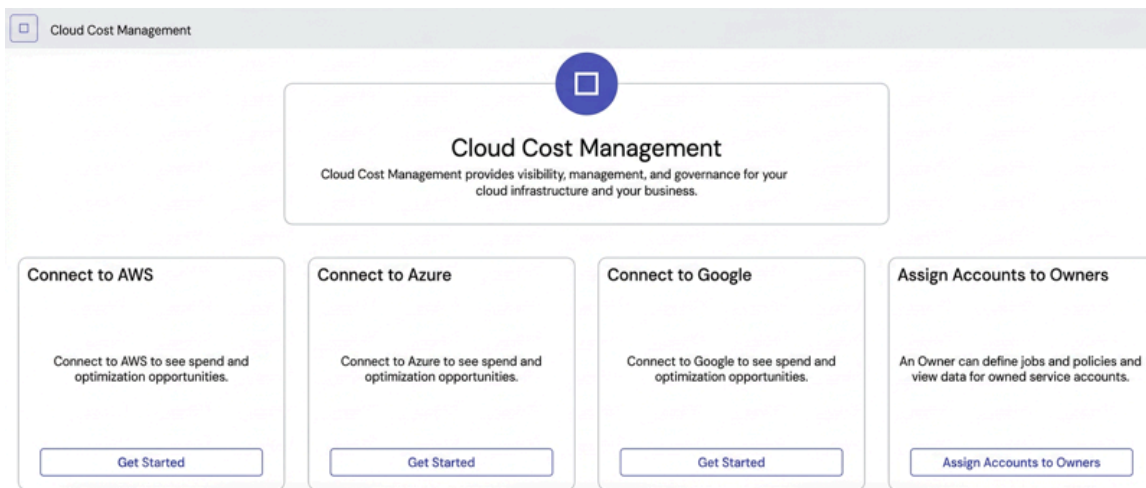 Cloud Cost Management
Cloud Cost Management
Cloud Cost Management provides visibility, management, and governance for your
cloud infrastructure and your business.
Connect to AWS
Connect to AWS to see spend and
optimization opportunities.
Get Started
Connect to Azure
Connect to Azure to see spend and
optimization opportunities.
Get Started
Connect to Google
Connect to Google to see spend and
optimization opportunities.
Get Started
Assign Accounts to Owners
An Owner can define jobs and policies and
view data for owned service accounts.
Assign Accounts to Owners